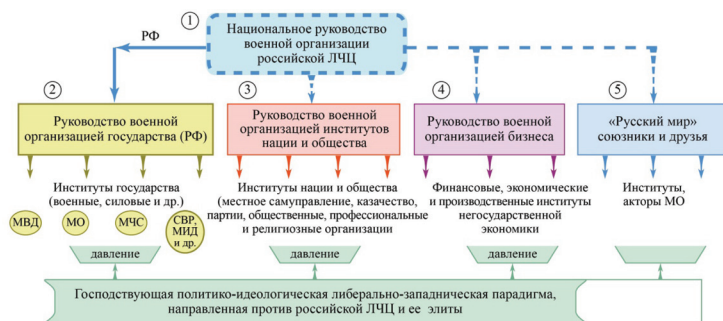 ①
РФ
Национальное руководство
военной организации
российской ЛЧЦ
②
③
④
⑤
Руководство военной
организацией государства (РФ)
Руководство военной
организацией институтов
нации и общества
Руководство военной
организацией бизнеса
«Русский мир»
союзники и друзья
Институты государства
(военные, силовые и др.)
МВД
МО
МЧС
СВР,
МИД
и др.
Институты нации и общества
(местное самуправление, казачество,
партии, общественные, профессиональные
и религиозные организации
Финансовые, экономические
и производственные институты
негосударственной
экономики
Институты,
акторы МО
давление
давление
давление
Господствующая политико-идеологическая либерально-западническая парадигма,
направленная против российской ЛЧЦ и ее элиты